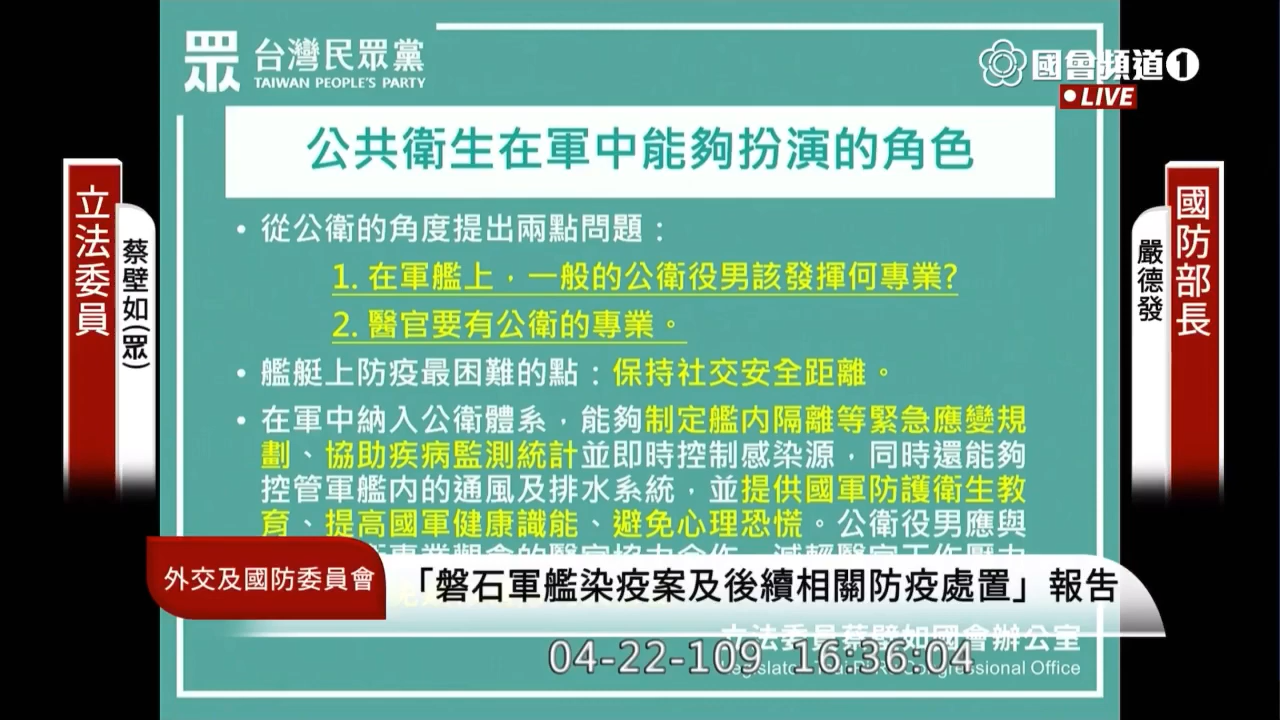 台灣民眾黨
TAIWAN PEOPLE'S PARTY
國會頻道1
LIVE
公共衛生在軍中能夠扮演的角色
立法委員
蔡壁如(眾)
國防部長
嚴德發
• 從公衛的角度提出兩點問題：
1. 在軍艦上，一般的公衛役男該發揮何專業?
2. 醫官要有公衛的專業。
• 艦艇上防疫最困難的點：保持社交安全距離。
• 在軍中納入公衛體系，能夠制定艦內隔離等緊急應變規
劃、協助疾病監測統計並即時控制感染源，同時還能夠
控管軍艦內的通風及排水系統，並提供國軍防護衛生教
育、提高國軍健康識能、避免心理恐慌。公衛役男應與
外交及國防委員會
「磐石軍艦染疫案及後續相關防疫處置」報告
立法委員蔡壁如國會辦公室
Congressional Office
04-22-109 16:36:04